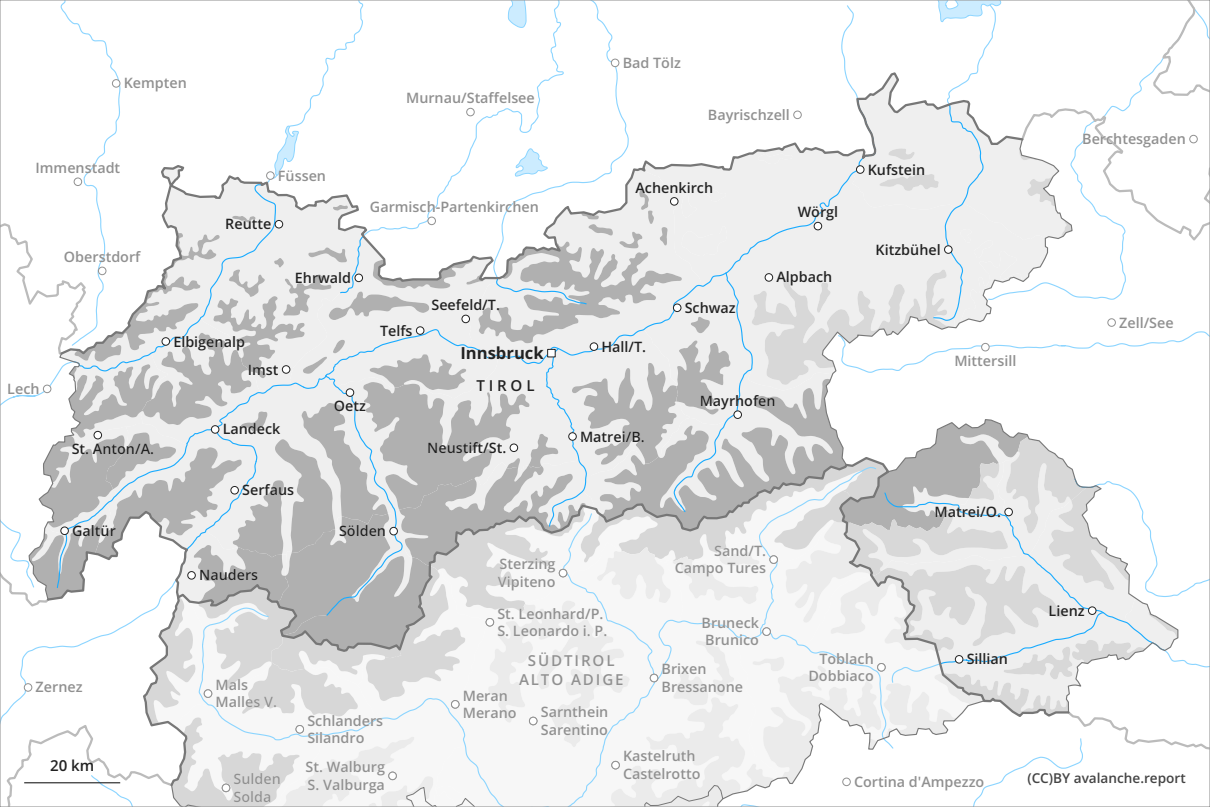 Kempten
Bad Tölz
Murnau/Staffelsee
Bayrischzell
Berchtesgaden
Immenstadt
Füssen
Kufstein
Achenkirch
Garmisch-Partenkirchen
Wörgl
Reutte
Kitzbühel
Oberstdorf
Ehrwald
Alpbach
Seefeld/T.
Schwaz
Telfs
Zell/See
Elbigenalp
Innsbruck
Hall/T.
Mittersill
Imst
TIROL
Lech
Oetz
Mayrhofen
Landeck
Matrei/B.
St. Anton/A.
Neustift/St.
Serfaus
Matrei/O.
Galtür
Sölden
Sand/T.
Campo Tures
Sterzing
Vipiteno
Nauders
St. Leonhard/P.
S. Leonardo i. P.
Lienz
Bruneck
Brunico
SÜDTIROL
ALTO ADIGE
Sillian
Toblach
Dobbiaco
Brixen
Bressanone
Zernez
Mals
Malles V.
Meran
Merano
Sarnthein
Sarentino
Schlanders
Silandro
Kastelruth
Castelrotto
St. Walburg
S. Valburga
20 km
Sulden
Solda
Cortina d'Ampezzo
(CC)BY avalanche.report